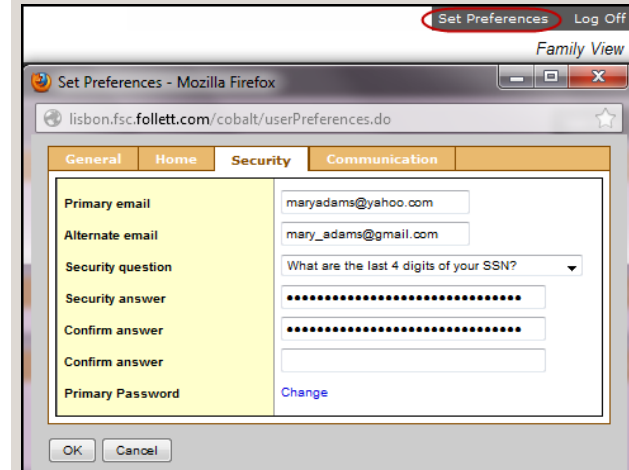 Set Preferences Log Off
Family View
Set Preferences - Mozilla Firefox
lisbon.fsc.follett.com/cobalt/userPreferences.do
General Home Security Communication
Primary email maryadams@yahoo.com
Alternate email mary_adams@gmail.com
Security question What are the last 4 digits of your SSN?
Security answer ••••••••••••••••••••••••••••••••
Confirm answer ••••••••••••••••••••••••••••••••
Confirm answer
Primary Password Change
OK Cancel